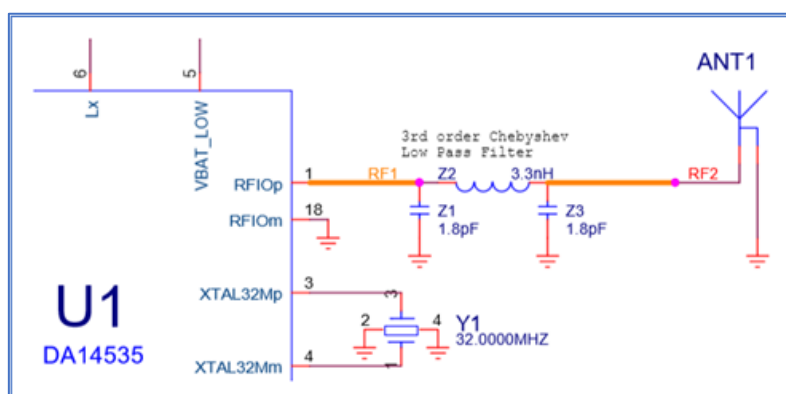 6
5
Lx
VBAT_LOW
ANT1
3rd order Chebyshev
Low Pass Filter
RFIOp
1
RF1
Z2
3.3nH
RF2
RFIOm
18
Z1
1.8pF
Z3
1.8pF
XTAL32Mp
3
3
U1
DA14535
2
4
Y1
32.0000MHZ
XTAL32Mm
4
1